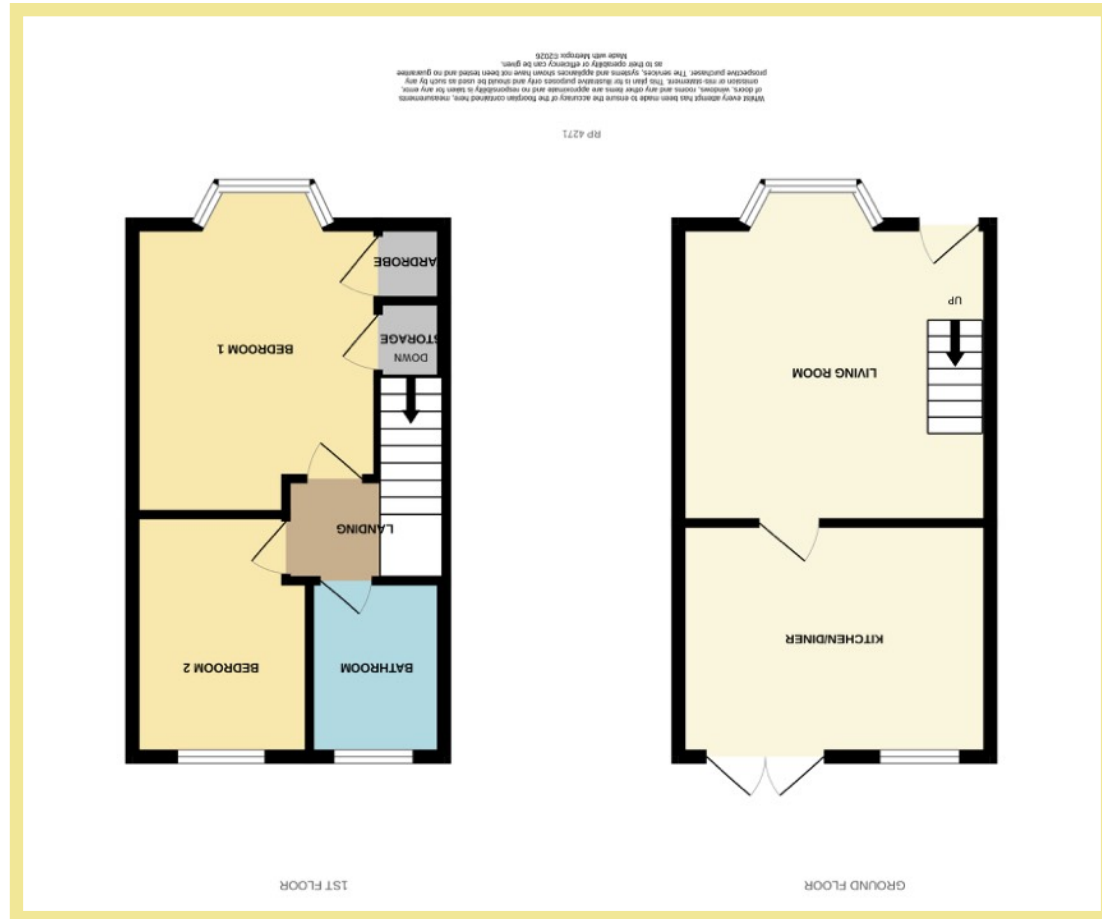 GROUND FLOOR
1ST FLOOR
KITCHEN/DINER
LIVING ROOM
UP
BATHROOM
BEDROOM 2
LANDING
BEDROOM 1
DOWN
STORAGE
ARDROBE
RP 4271
Whilst every attempt has been made to ensure the accuracy of the floorplan contained here, measurements
of doors, windows, rooms and any other items are approximate and no responsibility is taken for any error,
omission or mis-statement. This plan is for illustrative purposes only and should be used as such by any
prospective purchaser. The services, systems and appliances shown have not been tested and no guarantee
as to their operability or efficiency can be given.
Made with Metropix ©2026